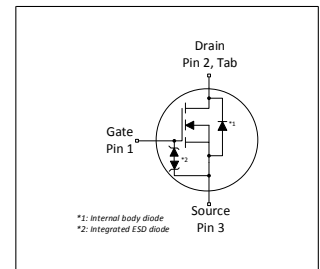 Drain
Pin 2, Tab
*1
Gate
Pin 1
*2
Source
Pin 3
*1: Internal body diode
*2: Integrated ESD diode